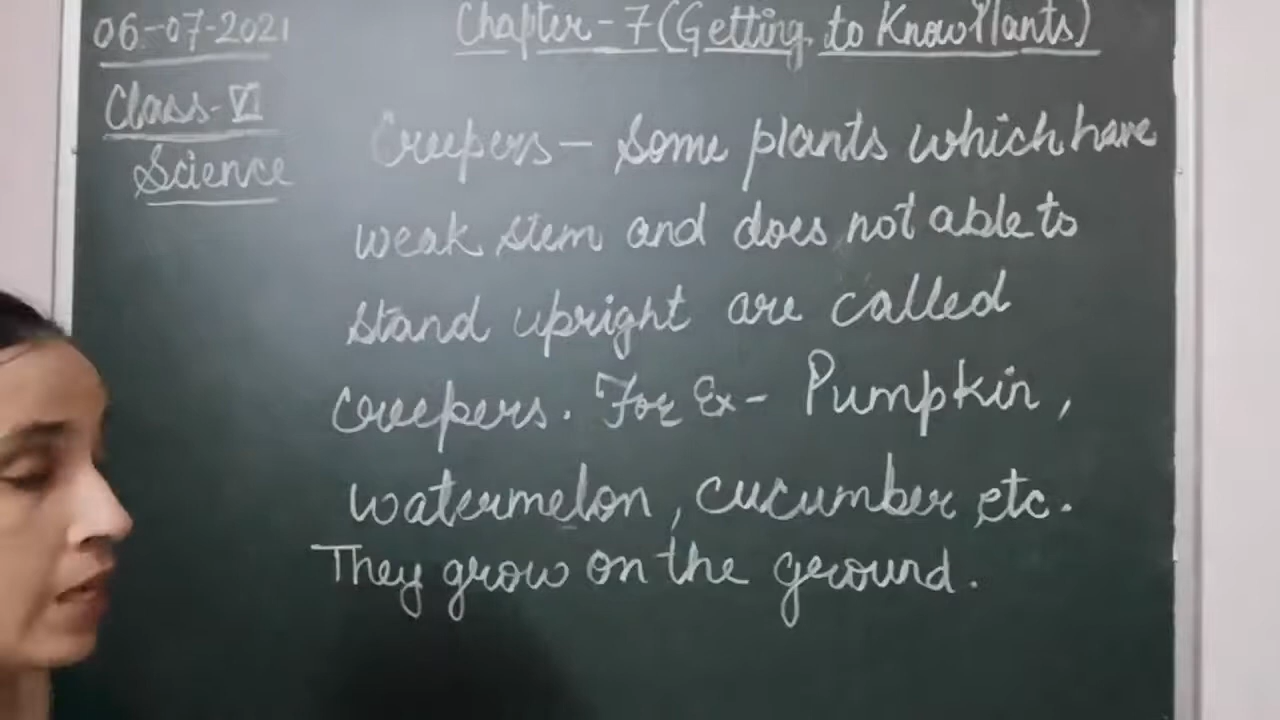 06-07-2021
Chapter-7(Getting to Know Plants)
Class-VI
Science
Creepers- Some plants which have
weak stem and does not able to
stand upright are called
creepers. For Ex- Pumpkin,
watermelon, cucumber etc.
They grow on the ground.